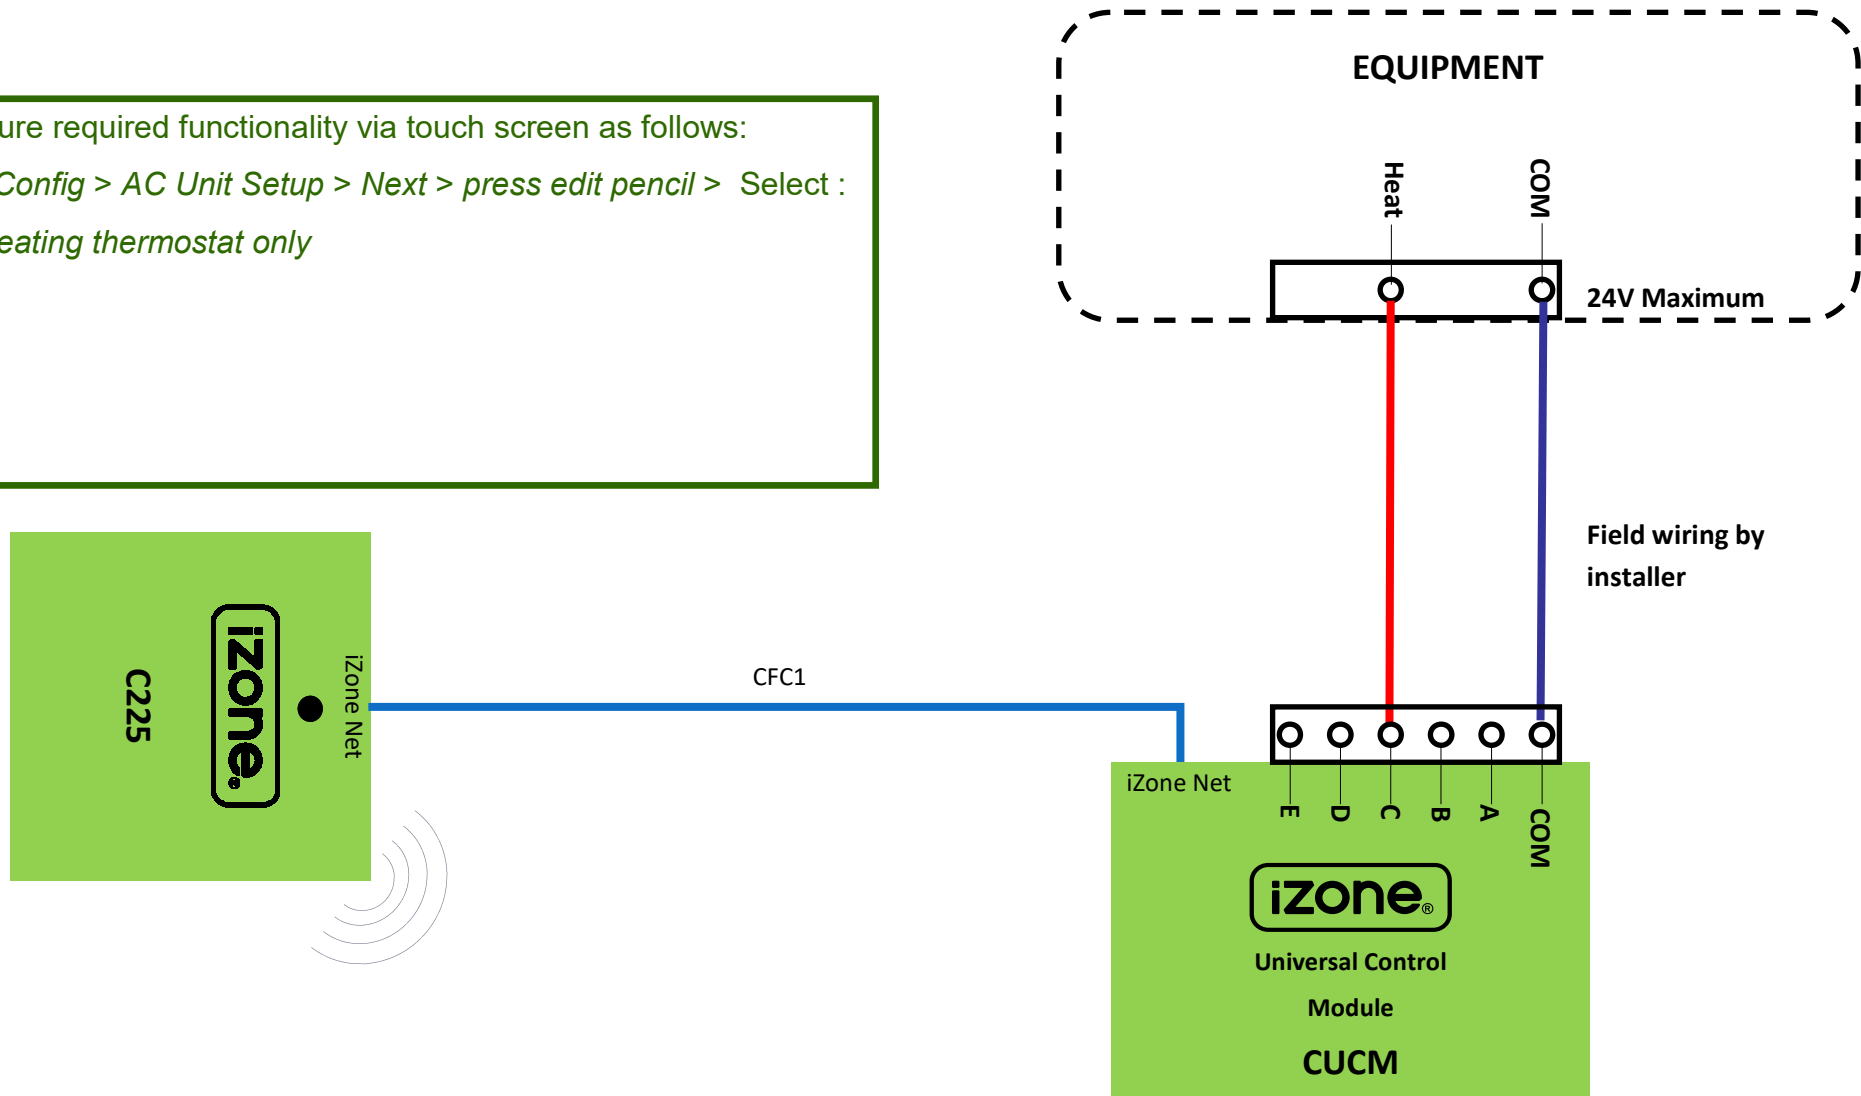 EQUIPMENT
ure required functionality via touch screen as follows:
Config > AC Unit Setup > Next > press edit pencil > Select :
eating thermostat only
Heat
COM
24V Maximum
Field wiring by
installer
C225
izone®
iZone Net
CFC1
iZone Net
E
D
C
B
A
COM
izone®
Universal Control
Module
CUCM